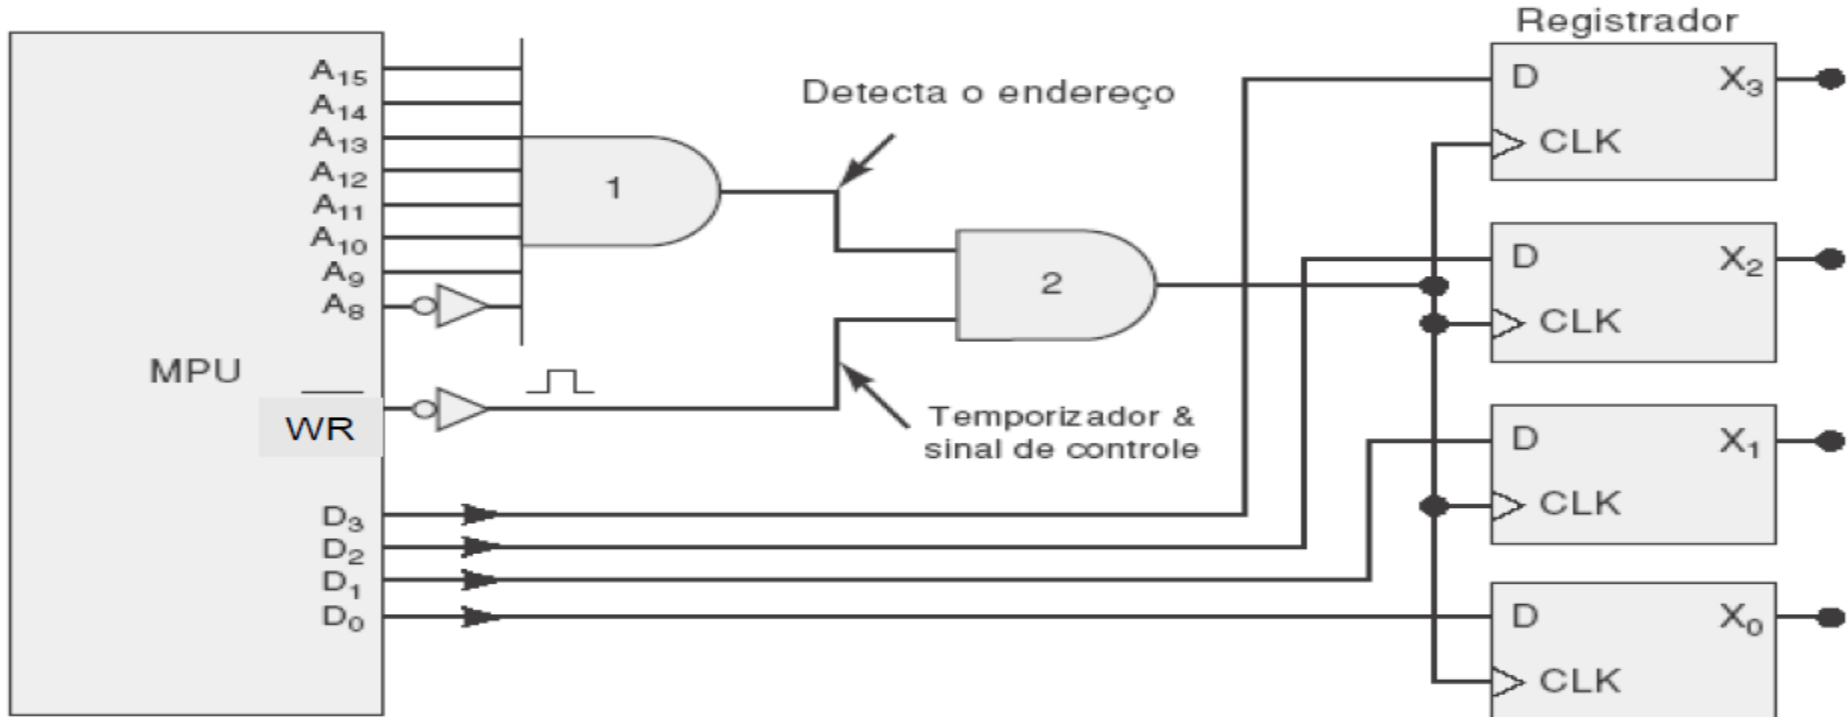 Registrador
A15
A14
A13
A12
A11
A10
A9
A8
MPU
WR
D3
D2
D1
D0
1
Detecta o endereço
2
Temporizador &
sinal de controle
D X3
CLK
D X2
CLK
D X1
CLK
D X0
CLK